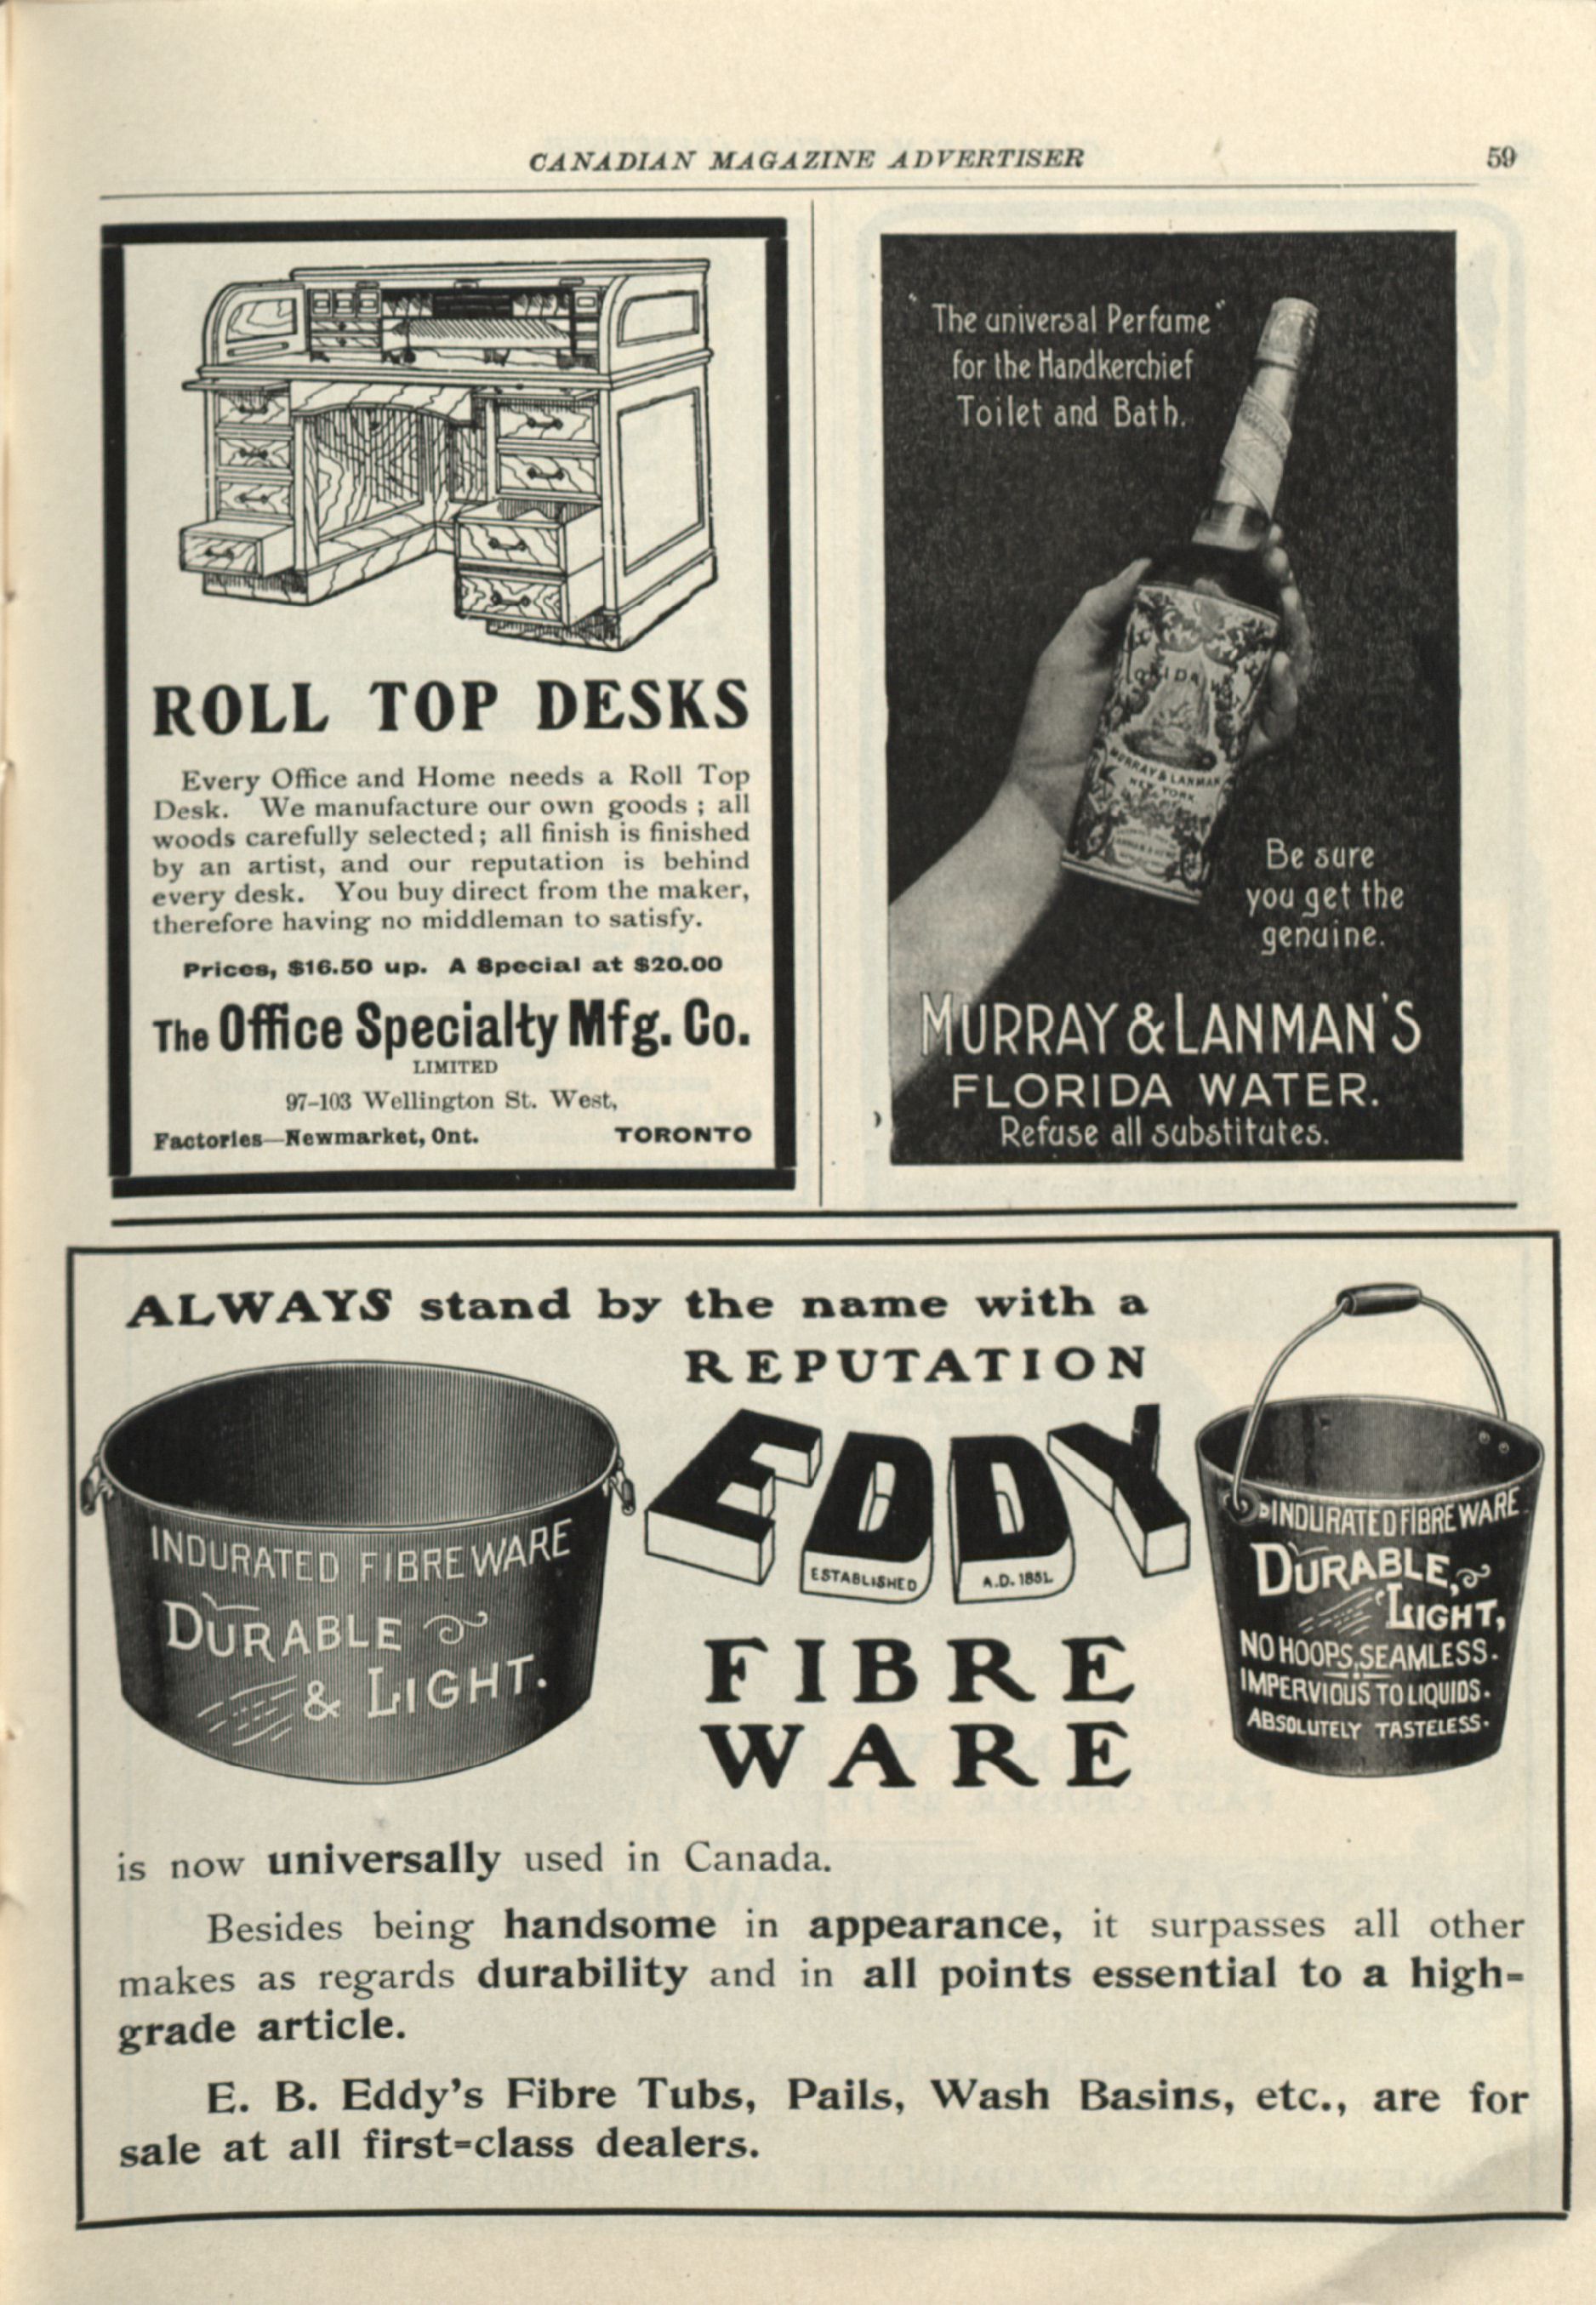 CANADIAN MAGAZINE ADVERTISER 59
ROLL TOP DESKS
Every Office and Home needs a Roll Top
Desk. We manufacture our own goods ; all
woods carefully selected ; all finish is finished
by an artist, and our reputation is behind
every desk. You buy direct from the maker,
therefore having no middleman to satisfy.
Prices, $16.50 up. A Special at $20.00
The Office Specialty Mfg. Co.
LIMITED
97-103 Wellington St. West,
Factories—Newmarket, Ont. TORONTO
"The universal Perfume"
for the Handkerchief
Toilet and Bath.
MURRAY & LANMAN
NEW YORK
Be sure
you get the
genuine.
MURRAY & LANMAN'S
FLORIDA WATER.
Refuse all substitutes.
ALWAYS stand by the name with a
REPUTATION
INDURATED FIBRE WARE
DURABLE
& LIGHT.
EDDY
ESTABLISHED A.D. 1851.
FIBRE
WARE
INDURATED FIBRE WARE.
DURABLE,
LIGHT,
NO HOOPS, SEAMLESS.
IMPERVIOUS TO LIQUIDS.
ABSOLUTELY TASTELESS.
is now universally used in Canada.
Besides being handsome in appearance, it surpasses all other
makes as regards durability and in all points essential to a high-
grade article.
E. B. Eddy's Fibre Tubs, Pails, Wash Basins, etc., are for
sale at all first-class dealers.